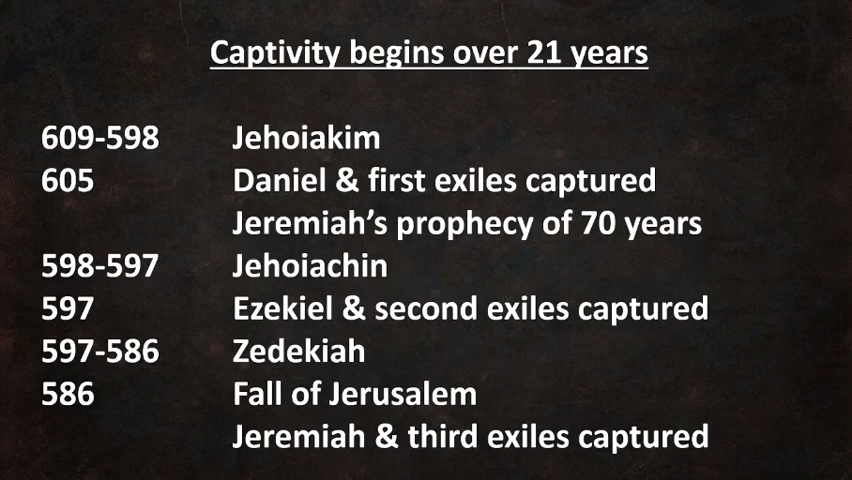 Captivity begins over 21 years
609-598 Jehoiakim
605 Daniel & first exiles captured
Jeremiah’s prophecy of 70 years
598-597 Jehoiachin
597 Ezekiel & second exiles captured
597-586 Zedekiah
586 Fall of Jerusalem
Jeremiah & third exiles captured